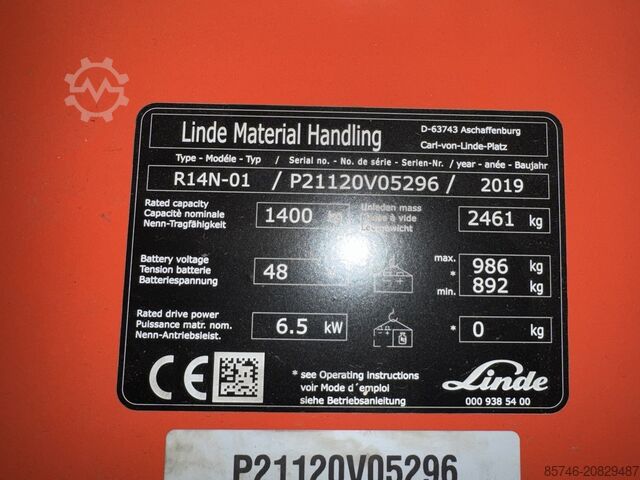 Linde Material Handling
D-63743 Aschaffenburg
Carl-von-Linde-Platz
Type - Modéle - Typ / Serial no. - No. de série - Serien-Nr. / year - anée - Baujahr
R14N-01 / P21120V05296 / 2019
Rated capacity
Capacité nominale
Nenn-Tragfähigkeit
1400 kg
Unladen mass
Masse à vide
Leergewicht
2461 kg
Battery voltage
Tension batterie
Batteriespannung
48
max. 986 kg
*
min. 892 kg
Rated drive power
Puissance matr. nom.
Nenn-Antriebsleist.
6.5 kW
* 0 kg
CE
* see Operating instructions
voir Mode d´emploi
siehe Betriebsanleitung
Linde
000 938 54 00
P21120V05296
85746-20829487